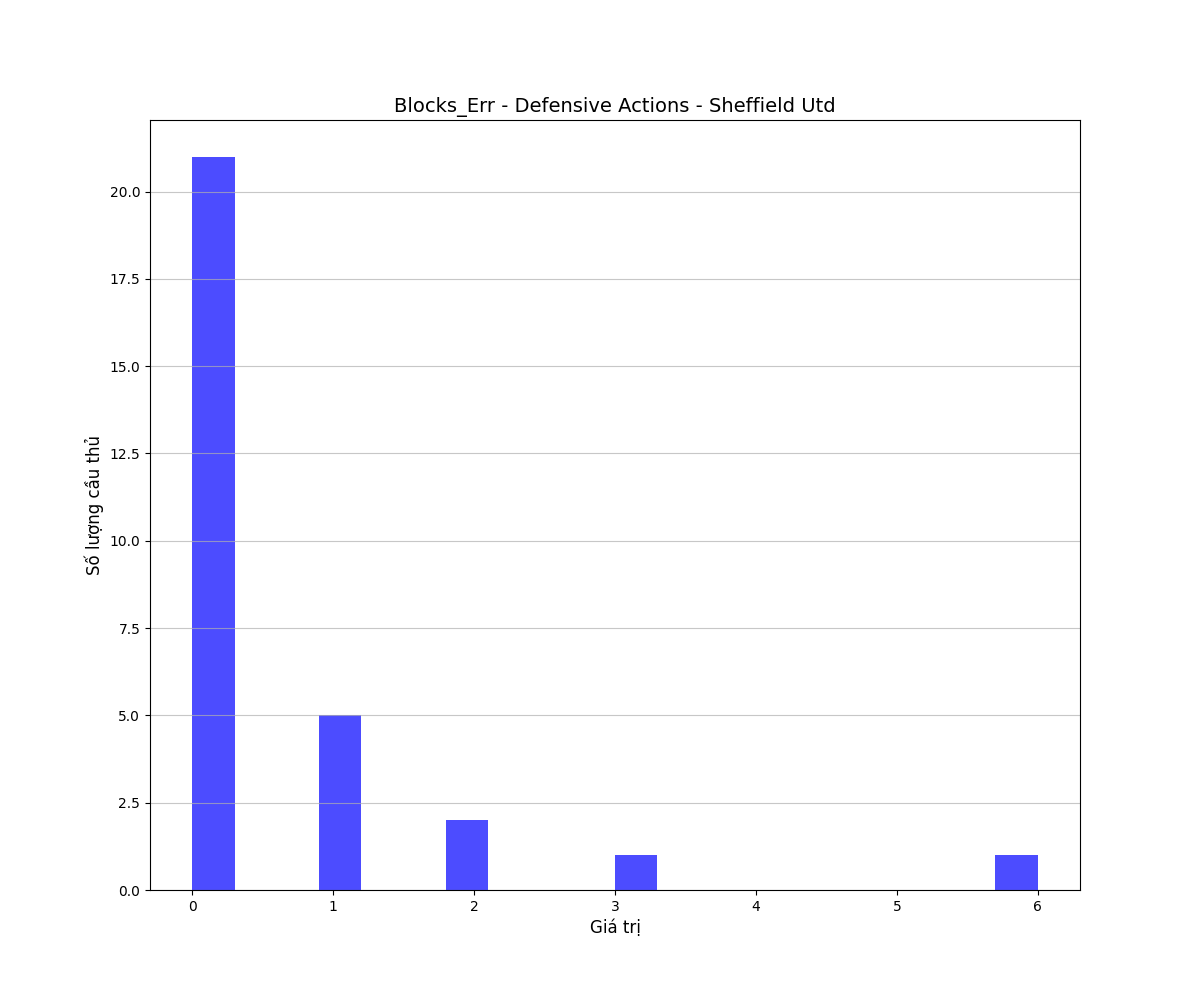 Blocks_Err - Defensive Actions - Sheffield Utd
20.0
17.5
15.0
12.5
10.0
7.5
5.0
2.5
0.0
Số lượng cầu thủ
0 1 2 3 4 5 6
Giá trị